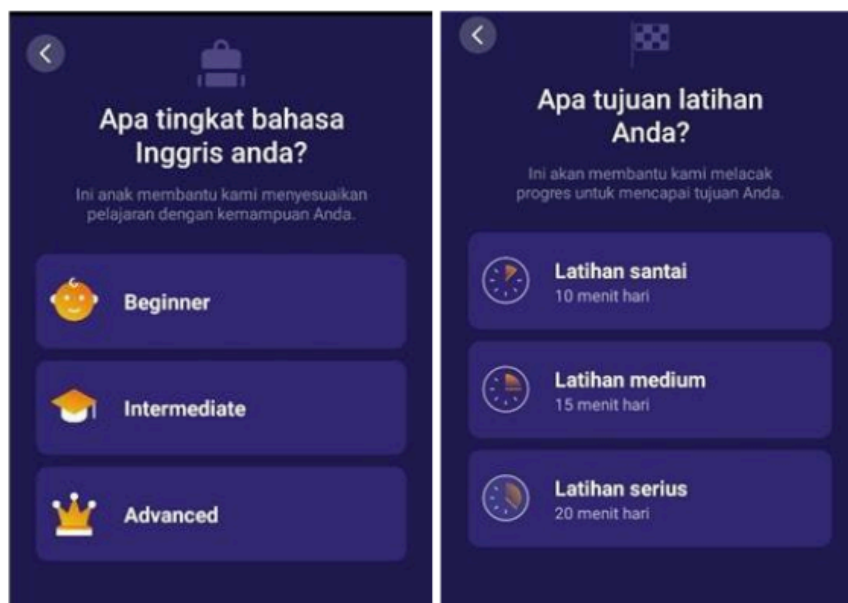 Apa tingkat bahasa
Inggris anda?
Ini anak membantu kami menyesuaikan
pelajaran dengan kemampuan Anda.
Beginner
Intermediate
Advanced
Apa tujuan latihan
Anda?
Ini akan membantu kami melacak
progres untuk mencapai tujuan Anda.
Latihan santai
10 menit hari
Latihan medium
15 menit hari
Latihan serius
20 menit hari